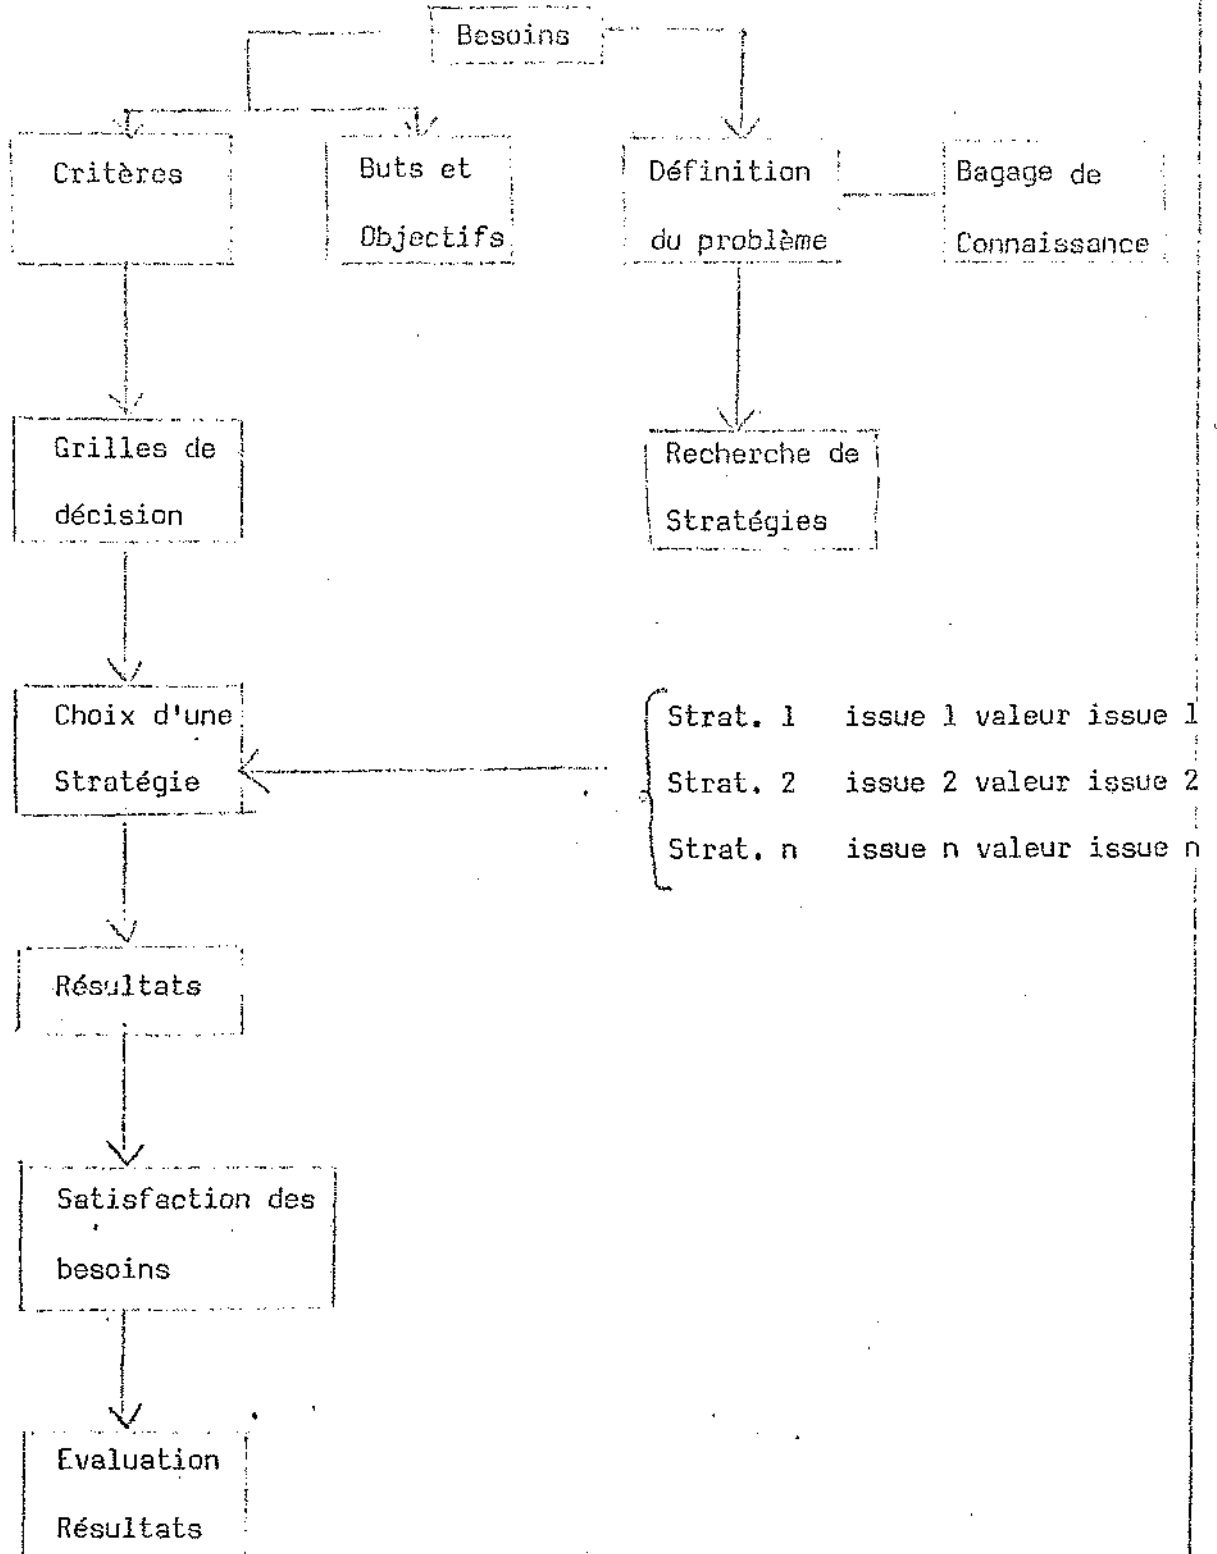 Besoins
Critères
Buts et
Objectifs
Définition
du problème
Bagage de
Connaissance
Grilles de
décision
Recherche de
Stratégies
Choix d'une
Stratégie
Strat. 1 issue 1 valeur issue 1
Strat. 2 issue 2 valeur issue 2
Strat. n issue n valeur issue n
Résultats
Satisfaction des
besoins
Evaluation
Résultats